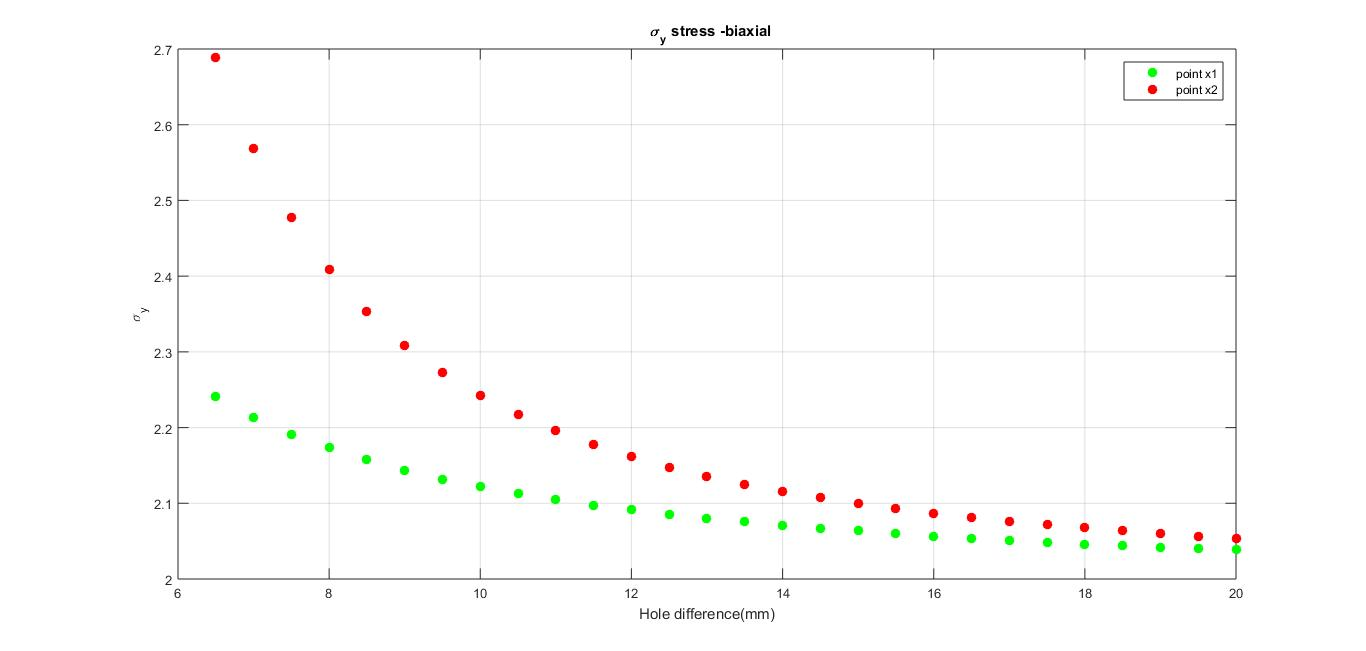 σy stress -biaxial
point x1
point x2
2.7
2.6
2.5
2.4
2.3
2.2
2.1
2
σy
6 8 10 12 14 16 18 20
Hole difference(mm)